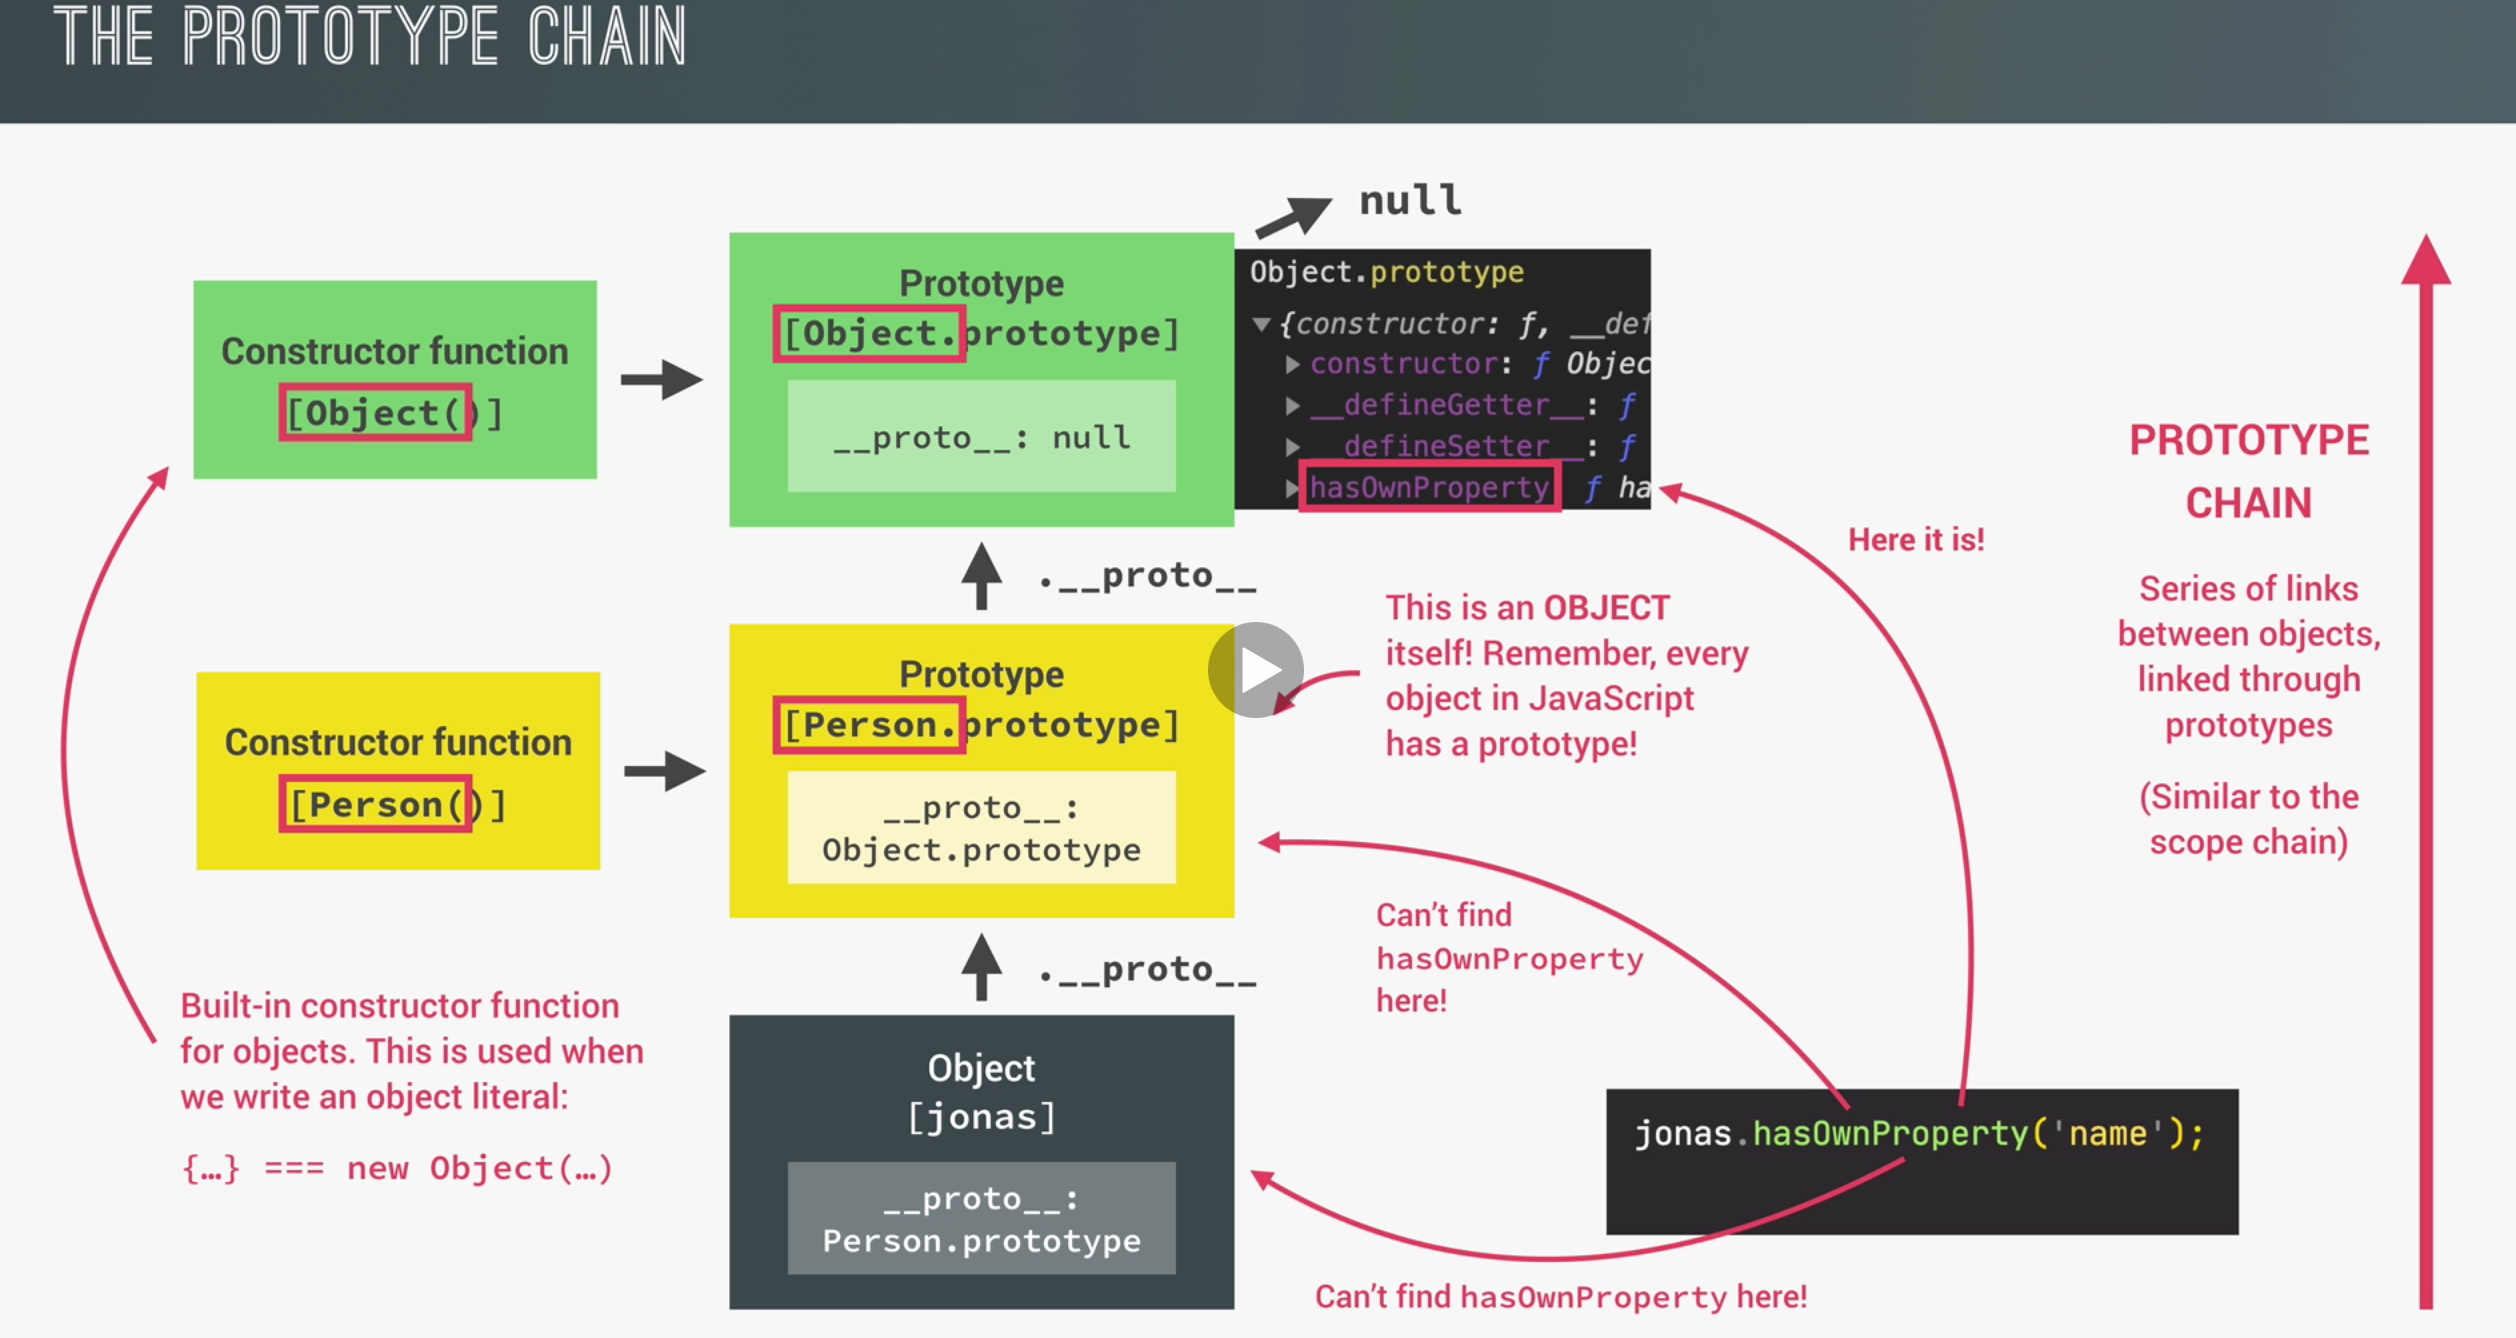 THE PROTOTYPE CHAIN
null
Prototype
[Object.prototype]
__proto__: null
Constructor function
[Object()]
Object.prototype
▼{constructor: ƒ, __def
▶constructor: ƒ Objec
▶__defineGetter__: ƒ
▶__defineSetter__: ƒ
▶hasOwnProperty ƒ ha
Here it is!
PROTOTYPE
CHAIN
Series of links
between objects,
linked through
prototypes
(Similar to the
scope chain)
.__proto__
This is an OBJECT
itself! Remember, every
object in JavaScript
has a prototype!
Constructor function
[Person()]
Prototype
[Person.prototype]
__proto__:
Object.prototype
Can't find
hasOwnProperty
here!
.__proto__
Built-in constructor function
for objects. This is used when
we write an object literal:
{…} === new Object(…)
Object
[jonas]
__proto__:
Person.prototype
jonas.hasOwnProperty('name');
Can't find hasOwnProperty here!